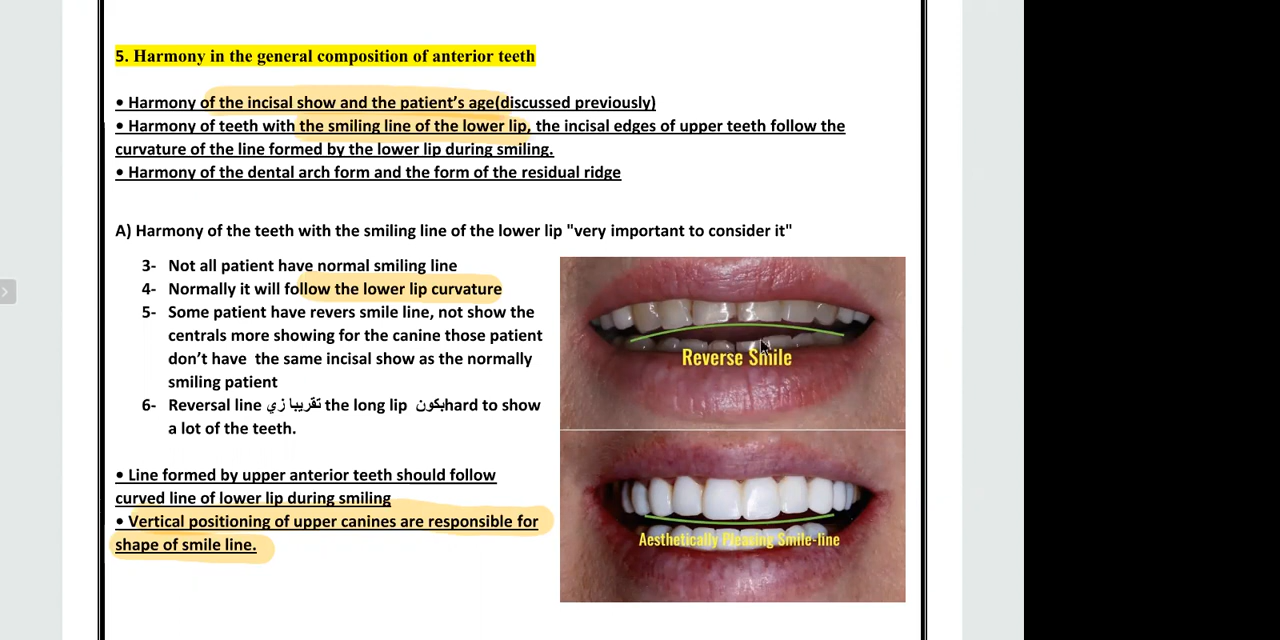 5. Harmony in the general composition of anterior teeth
• Harmony of the incisal show and the patient's age(discussed previously)
• Harmony of teeth with the smiling line of the lower lip, the incisal edges of upper teeth follow the
curvature of the line formed by the lower lip during smiling.
• Harmony of the dental arch form and the form of the residual ridge
A) Harmony of the teeth with the smiling line of the lower lip "very important to consider it"
3- Not all patient have normal smiling line
4- Normally it will follow the lower lip curvature
5- Some patient have revers smile line, not show the
centrals more showing for the canine those patient
don't have the same incisal show as the normally
smiling patient
6- Reversal line تقريبا زي the long lip بكون hard to show
a lot of the teeth.
• Line formed by upper anterior teeth should follow
curved line of lower lip during smiling
• Vertical positioning of upper canines are responsible for
shape of smile line.
Reverse Smile
Aesthetically Pleasing Smile-line